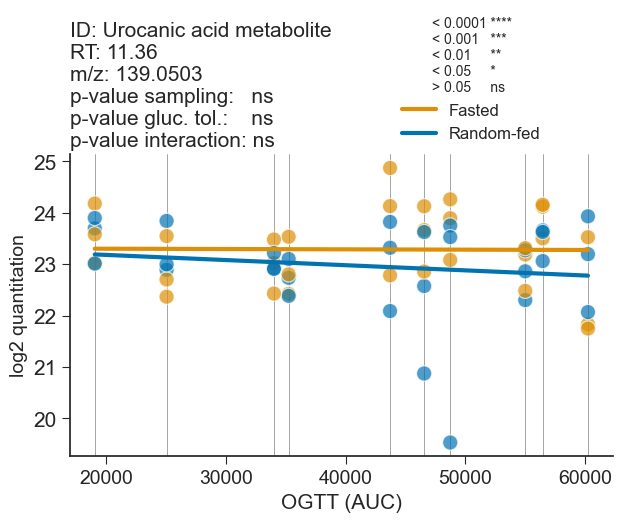 ID: Urocanic acid metabolite
RT: 11.36
m/z: 139.0503
p-value sampling: ns
p-value gluc. tol.: ns
p-value interaction: ns
< 0.0001 ****
< 0.001 ***
< 0.01 **
< 0.05 *
> 0.05 ns
Fasted
Random-fed
log2 quantitation
25
24
23
22
21
20
20000 30000 40000 50000 60000
OGTT (AUC)